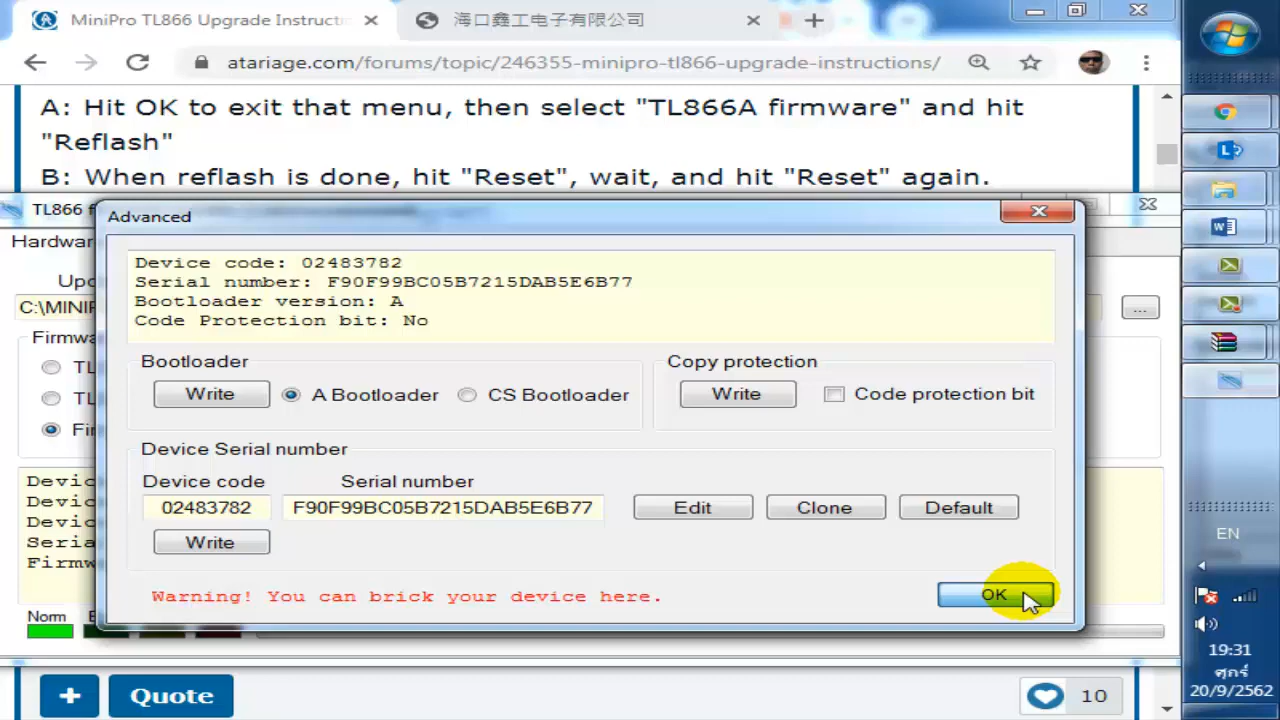 MiniPro TL866 Upgrade Instructi
海口鑫工电子有限公司
atariage.com/forums/topic/246355-minipro-tl866-upgrade-instructions/
A: Hit OK to exit that menu, then select "TL866A firmware" and hit
"Reflash"
B: When reflash is done, hit "Reset", wait, and hit "Reset" again.
TL866 f
Advanced
Hardwar
Device code: 02483782
Serial number: F90F99BC05B7215DAB5E6B77
Bootloader version: A
Code Protection bit: No
Upd
C:\MINIP
...
Firmwa
TL
TL
Fir
Bootloader
Write
A Bootloader
CS Bootloader
Copy protection
Write
Code protection bit
Device Serial number
Device code
Serial number
02483782
F90F99BC05B7215DAB5E6B77
Edit
Clone
Default
Write
Warning! You can brick your device here.
OK
Devic
Devic
Devic
Seria
Firmw
Norm
Quote
10
EN
19:31
ศุกร์
20/9/2562